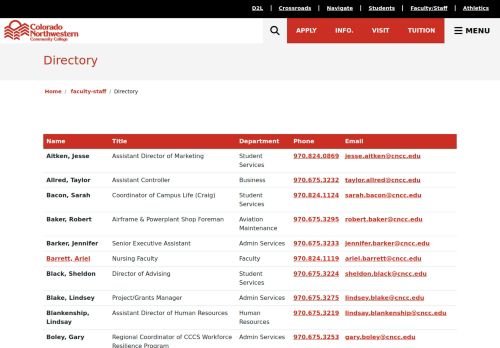 D2L | Crossroads | Navigate | Students | Faculty/Staff | Athletics
Colorado
Northwestern
Community College
APPLY INFO. VISIT TUITION MENU
Directory
Home / faculty-staff / Directory
Name Title Department Phone Email
Aitken, Jesse Assistant Director of Marketing Student Services 970.824.0869 jesse.aitken@cncc.edu
Allred, Taylor Assistant Controller Business 970.675.3232 taylor.allred@cncc.edu
Bacon, Sarah Coordinator of Campus Life (Craig) Student Services 970.824.1124 sarah.bacon@cncc.edu
Baker, Robert Airframe & Powerplant Shop Foreman Aviation Maintenance 970.675.3295 robert.baker@cncc.edu
Barker, Jennifer Senior Executive Assistant Admin Services 970.675.3233 jennifer.barker@cncc.edu
Barrett, Ariel Nursing Faculty Faculty 970.824.1119 ariel.barrett@cncc.edu
Black, Sheldon Director of Advising Student Services 970.675.3224 sheldon.black@cncc.edu
Blake, Lindsey Project/Grants Manager Admin Services 970.675.3275 lindsey.blake@cncc.edu
Blankenship, Lindsay Assistant Director of Human Resources Human Resources 970.675.3219 lindsay.blankenship@cncc.edu
Boley, Gary Regional Coordinator of CCCS Workforce Resilience Program Admin Services 970.675.3253 gary.boley@cncc.edu